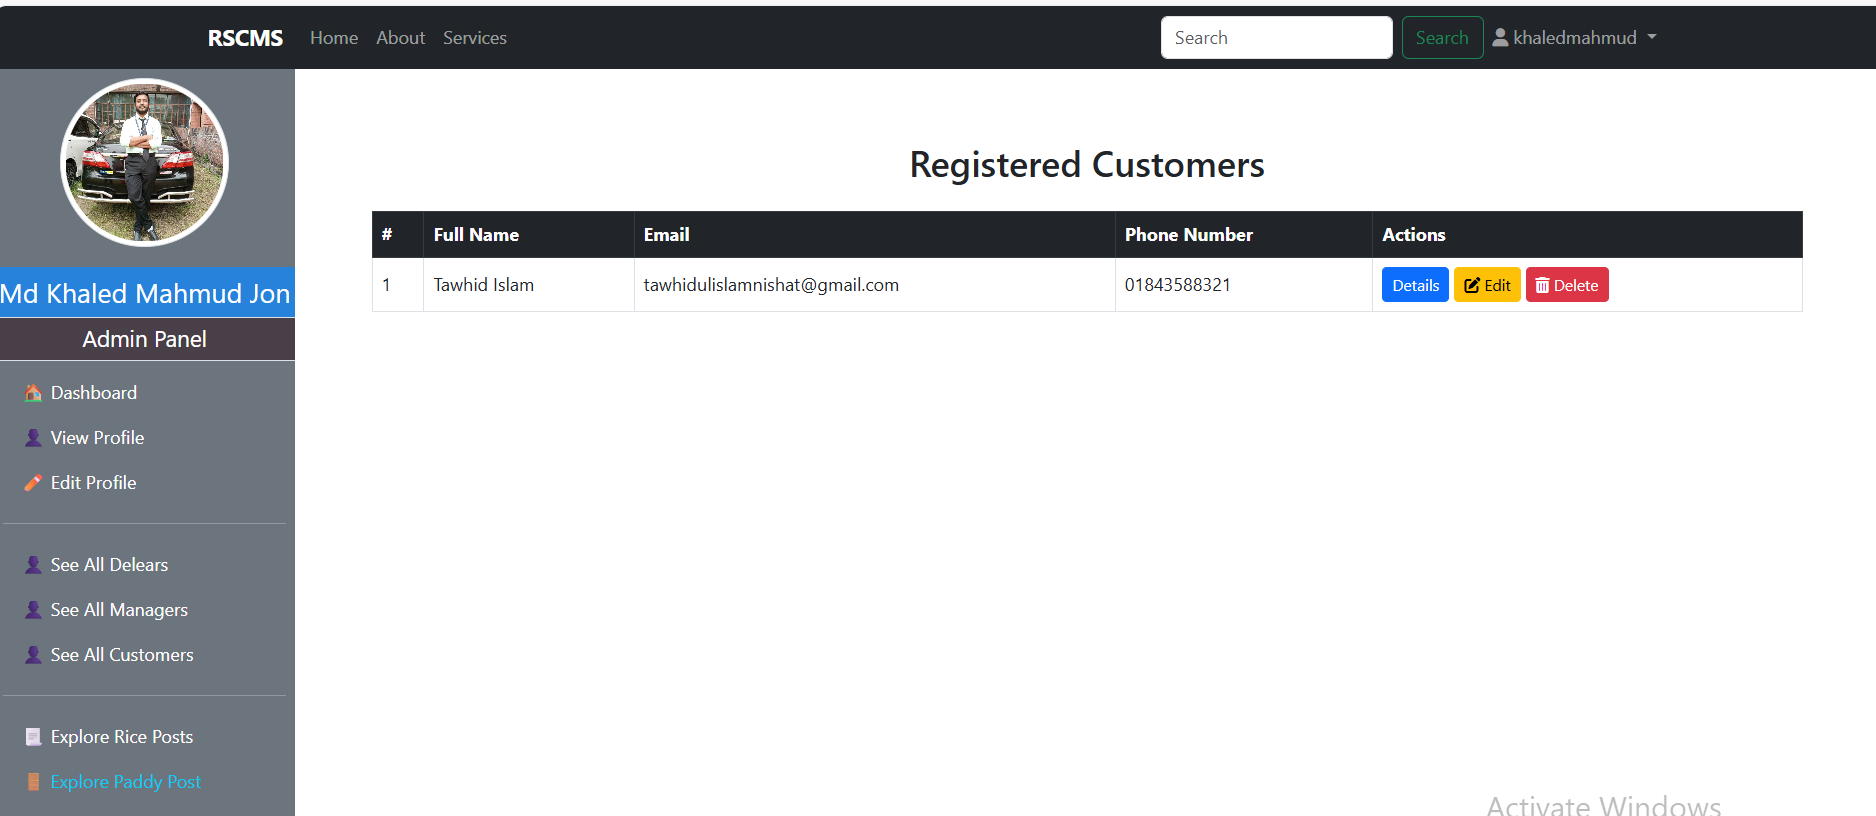 RSCMS Home About Services Search Search khaledmahmud
Md Khaled Mahmud Jon
Admin Panel
Dashboard
View Profile
Edit Profile
See All Delears
See All Managers
See All Customers
Explore Rice Posts
Explore Paddy Post
Registered Customers
# Full Name Email Phone Number Actions
1 Tawhid Islam tawhidulislamnishat@gmail.com 01843588321 Details Edit Delete
Activate Windows